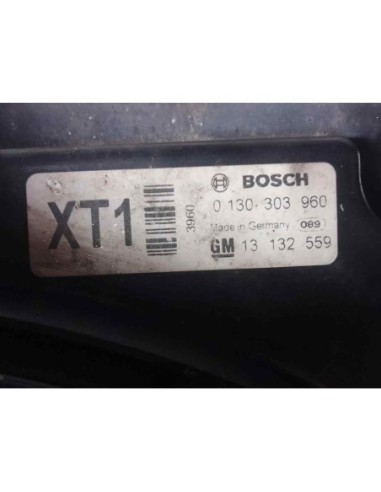 XT1
3960
BOSCH
0 130 303 960
Made in Germany 089
GM 13 132 559